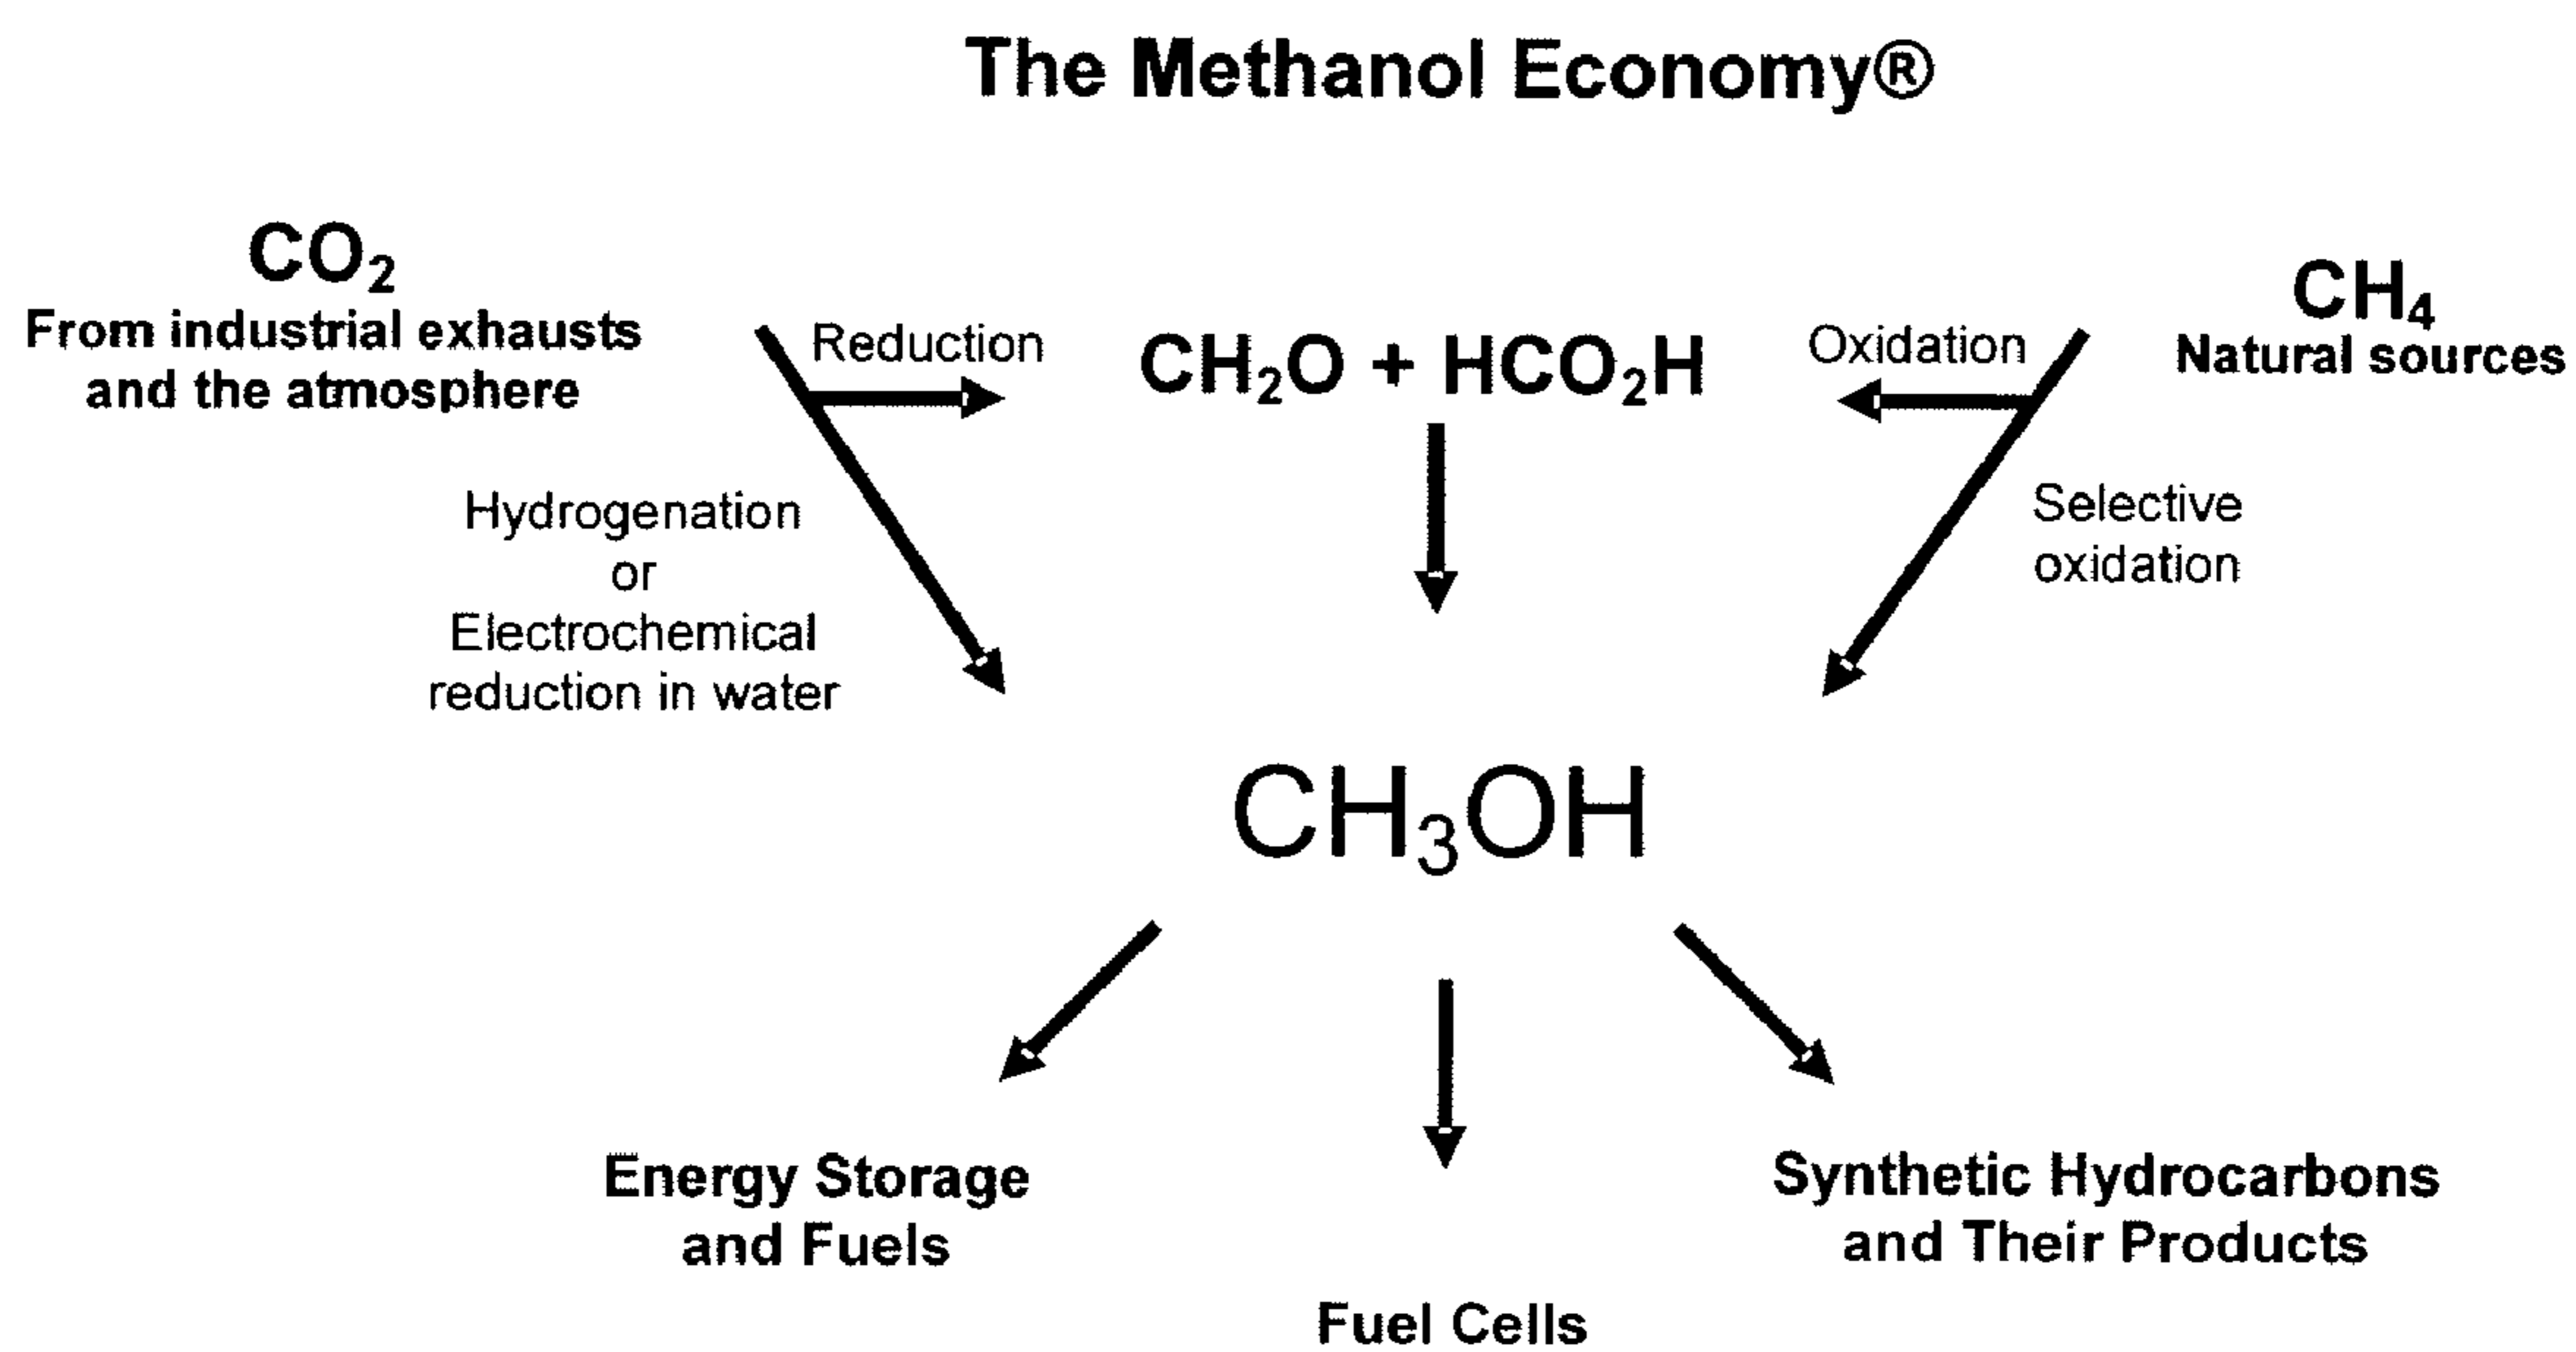 The Methanol Economy®
CO₂
From industrial exhausts
and the atmosphere
Reduction
CH₂O + HCO₂H
Oxidation
CH₄
Natural sources
Hydrogenation
or
Electrochemical
reduction in water
Selective
oxidation
CH₃OH
Energy Storage
and Fuels
Fuel Cells
Synthetic Hydrocarbons
and Their Products